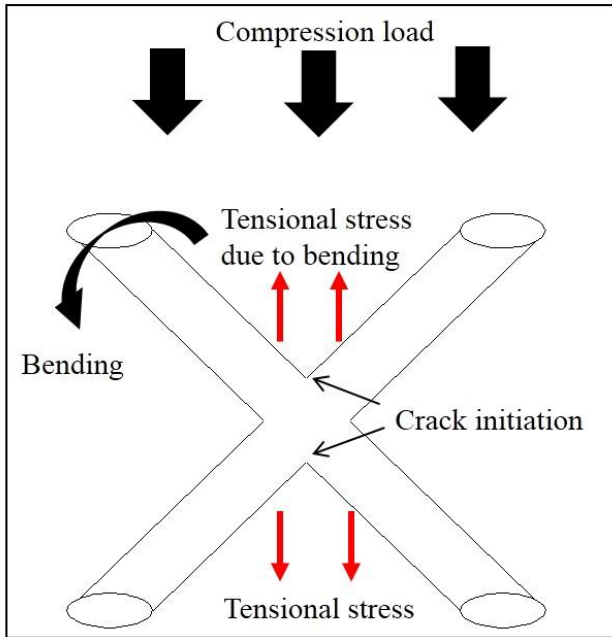 Compression load
Tensional stress
due to bending
Bending
Crack initiation
Tensional stress